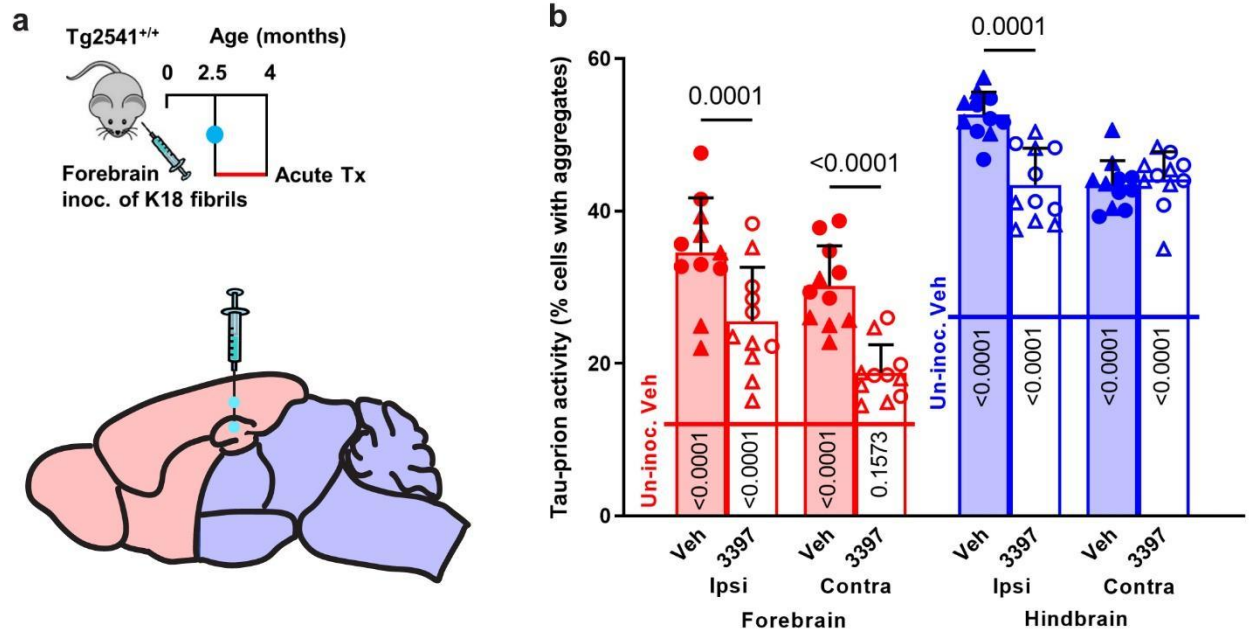 a
Tg2541+/+
Age (months)
0 2.5 4
Forebrain
inoc. of K18 fibrils
Acute Tx
b
Tau-prion activity (% cells with aggregates)
60
40
20
0
0.0001
<0.0001
0.0001
Un-inoc. Veh
<0.0001
<0.0001
<0.0001
0.1573
Un-inoc. Veh
<0.0001
<0.0001
<0.0001
<0.0001
Veh 3397 Veh 3397 Veh 3397 Veh 3397
Ipsi Contra Ipsi Contra
Forebrain Hindbrain